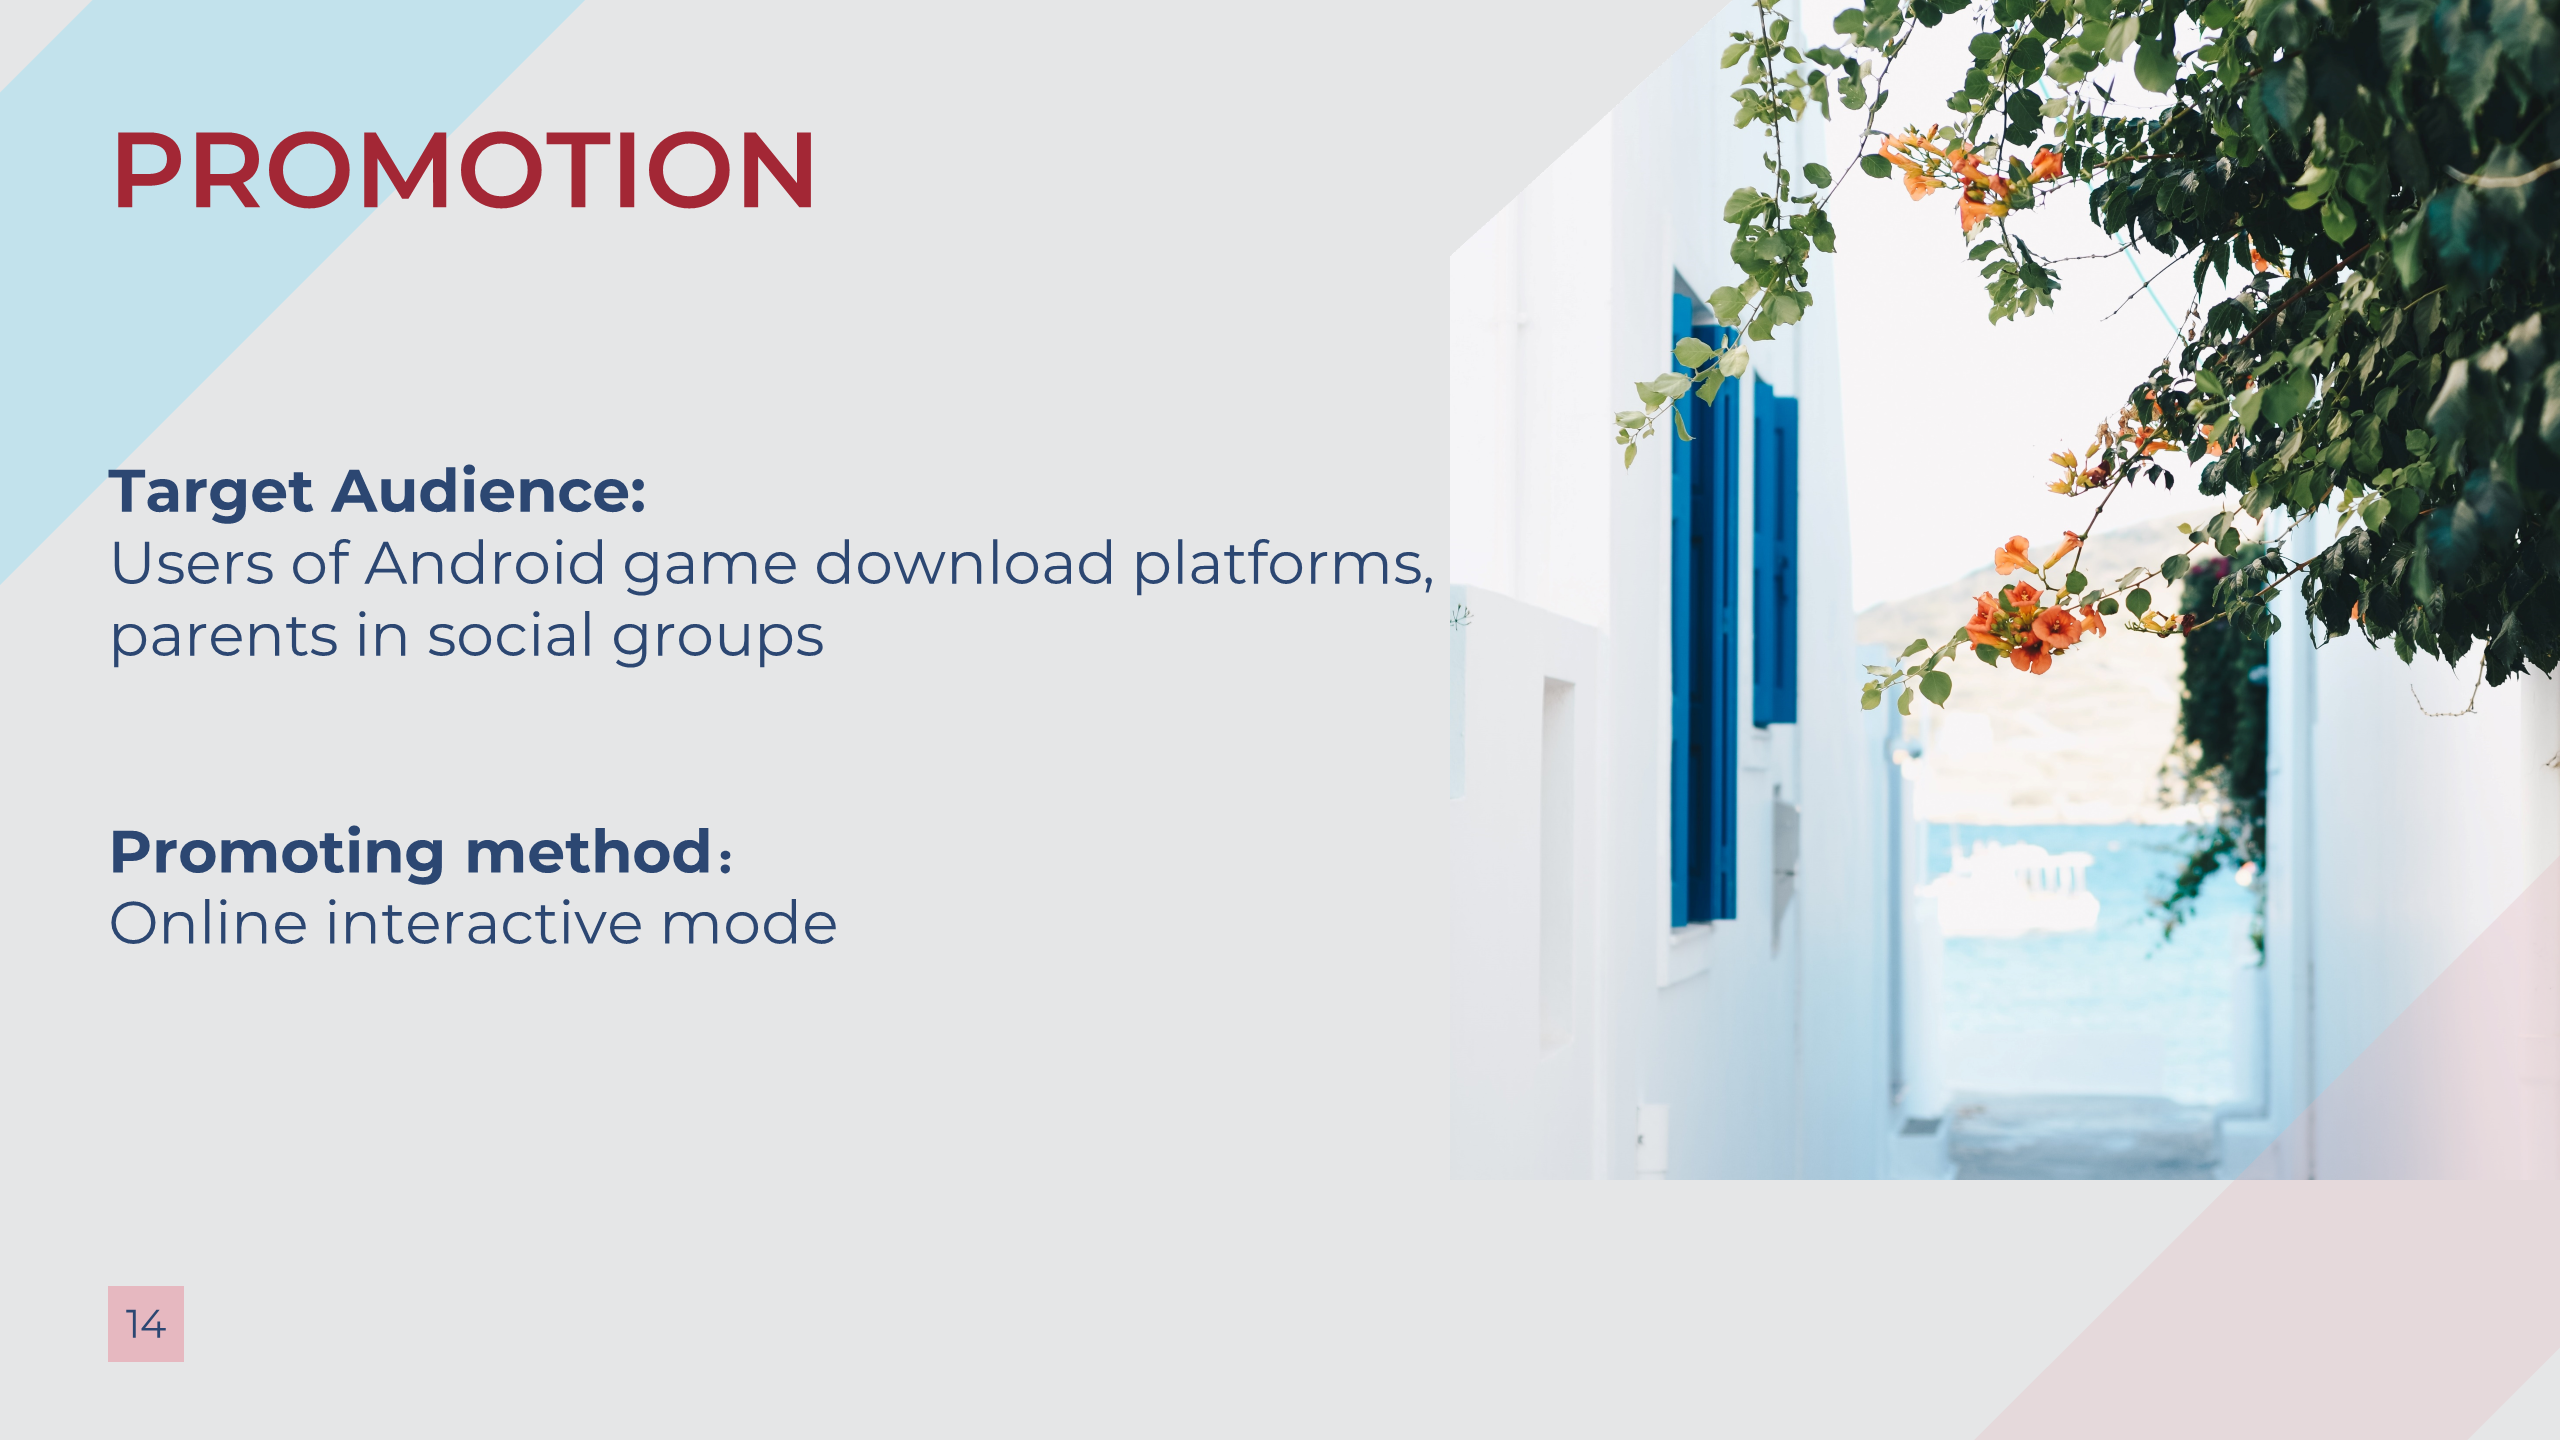 PROMOTION
Target Audience:
Users of Android game download platforms,
parents in social groups
Promoting method：
Online interactive mode
14